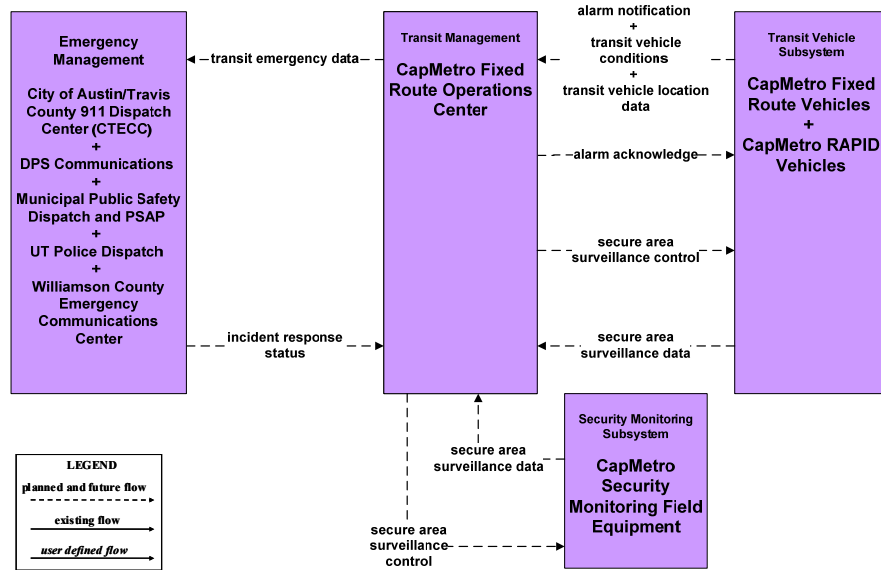 Emergency
Management
City of Austin/Travis
County 911 Dispatch
Center (CTECC)
+
DPS Communications
+
Municipal Public Safety
Dispatch and PSAP
+
UT Police Dispatch
+
Williamson County
Emergency
Communications
Center
transit emergency data
incident response
status
Transit Management
CapMetro Fixed
Route Operations
Center
alarm notification
+
transit vehicle
conditions
+
transit vehicle location
data
alarm acknowledge
secure area
surveillance control
secure area
surveillance data
Transit Vehicle
Subsystem
CapMetro Fixed
Route Vehicles
+
CapMetro RAPID
Vehicles
secure area
surveillance data
secure area
surveillance
control
Security Monitoring
Subsystem
CapMetro
Security
Monitoring Field
Equipment
LEGEND
planned and future flow
existing flow
user defined flow